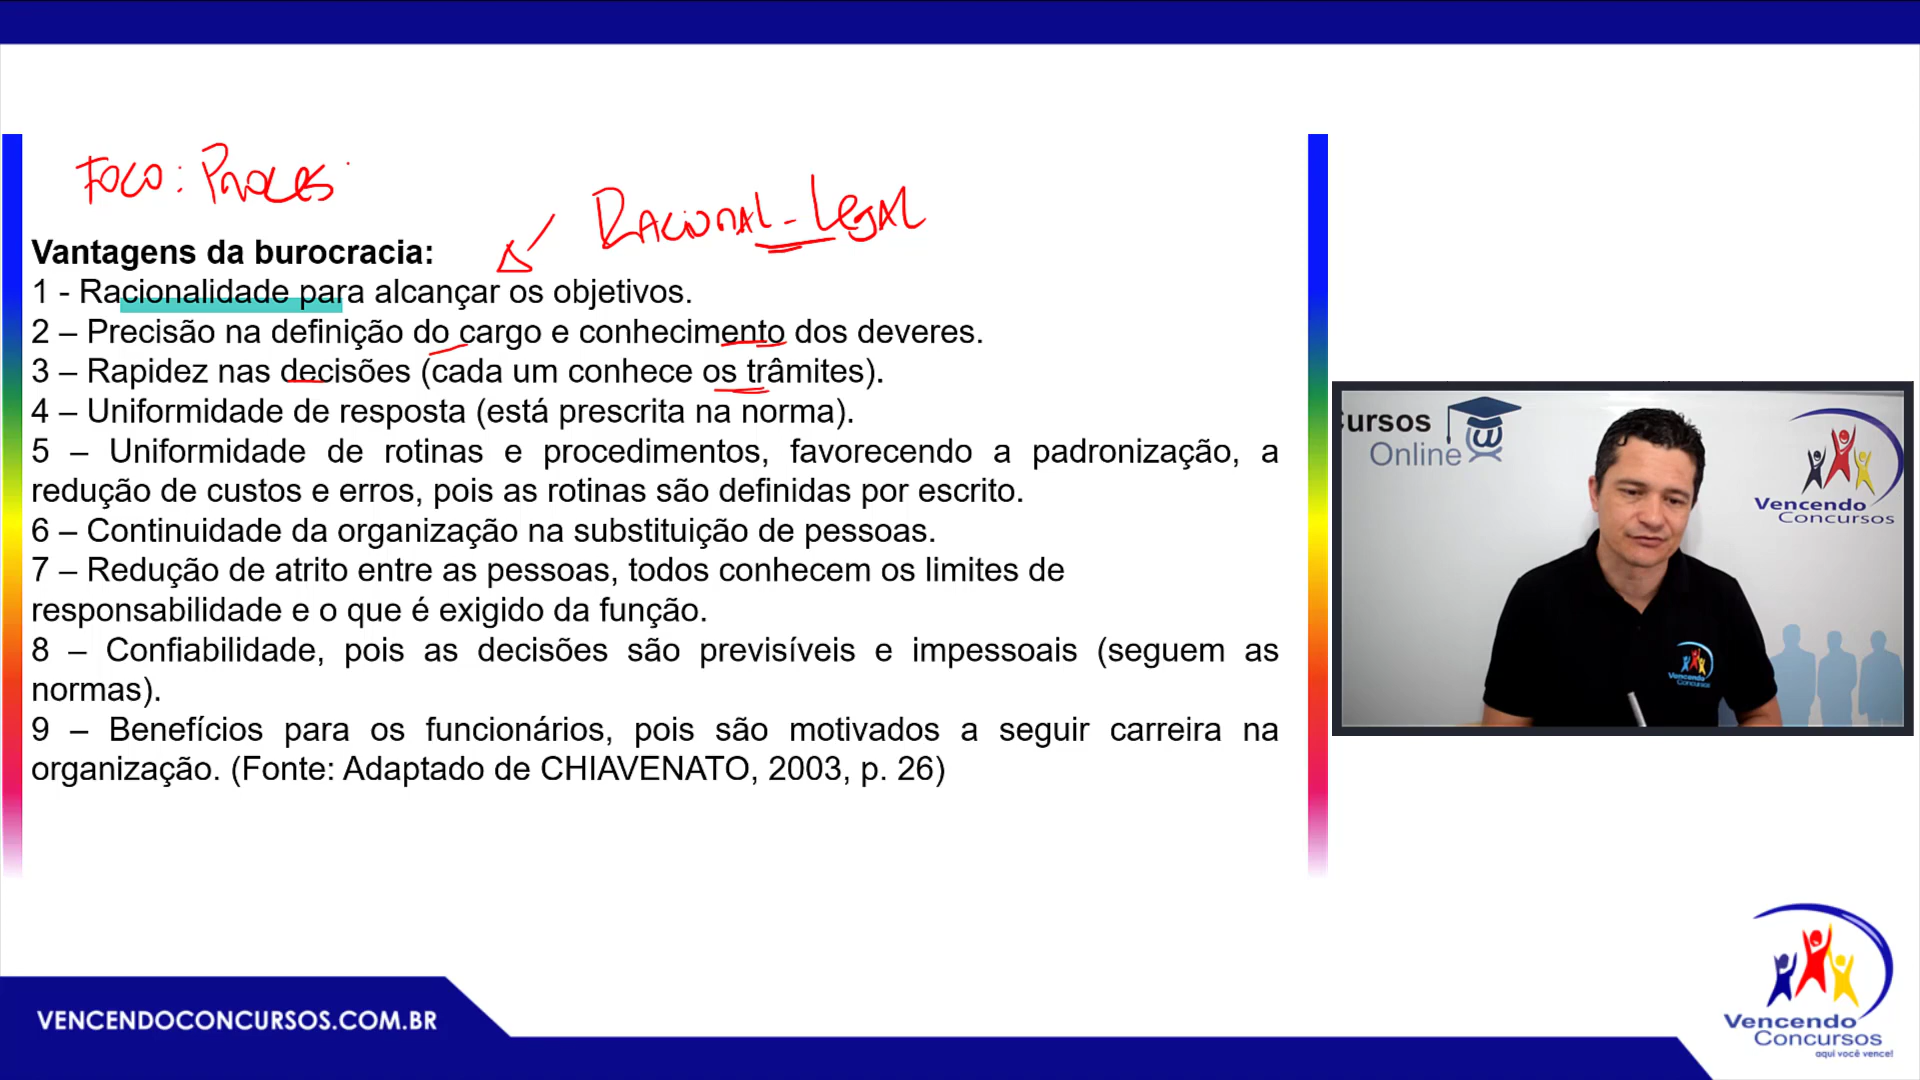 Foco: Proces
Racional-Legal
Vantagens da burocracia:
1 - Racionalidade para alcançar os objetivos.
2 – Precisão na definição do cargo e conhecimento dos deveres.
3 – Rapidez nas decisões (cada um conhece os trâmites).
4 – Uniformidade de resposta (está prescrita na norma).
5 – Uniformidade de rotinas e procedimentos, favorecendo a padronização, a
redução de custos e erros, pois as rotinas são definidas por escrito.
6 – Continuidade da organização na substituição de pessoas.
7 – Redução de atrito entre as pessoas, todos conhecem os limites de
responsabilidade e o que é exigido da função.
8 – Confiabilidade, pois as decisões são previsíveis e impessoais (seguem as
normas).
9 – Benefícios para os funcionários, pois são motivados a seguir carreira na
organização. (Fonte: Adaptado de CHIAVENATO, 2003, p. 26)
Cursos
Online
Vencendo
Concursos
Vencendo
Concursos
VENCENDOCONCURSOS.COM.BR
Vencendo
Concursos
aqui você vence!